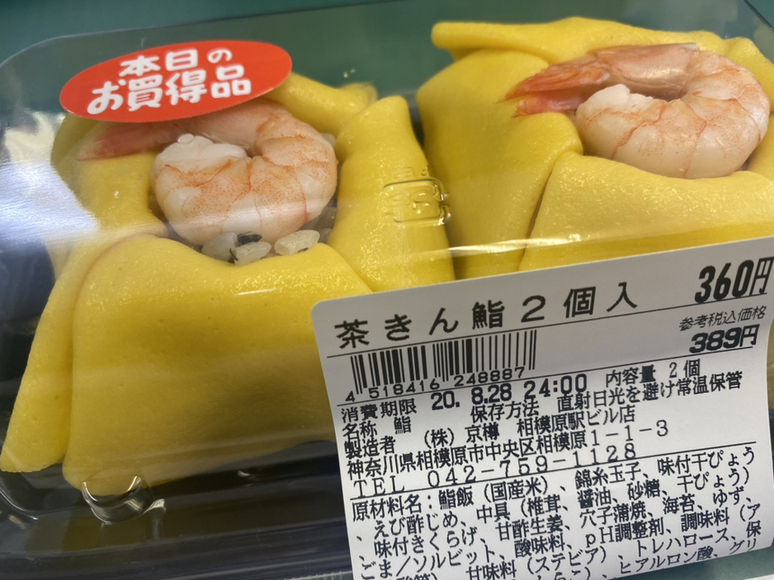 本日の
お買得品
茶きん鮨2個入
360円
参考税込価格
389円
4 518416 248887
消費期限 20. 8.28 24:00 内容量 2個
保存方法 直射日光を避け常温保管
名称 鮨
製造者 (株)京樽 相模原駅ビル店
神奈川県相模原市中央区相模原1-1-3
TEL 042-759-1128
原材料名:鮨飯(国産米)、錦糸玉子、味付干ぴょう
、えび酢じめ、中具(椎茸、醤油、砂糖、干ぴょう)
、味付きくらげ、甘酢生姜、穴子蒲焼、海苔、ゆず、
ごま/ソルビット、酸味料、pH調整剤、調味料(ア
甘味料(ステビア)、トレハロース、保
ヒアルロン酸、グリ